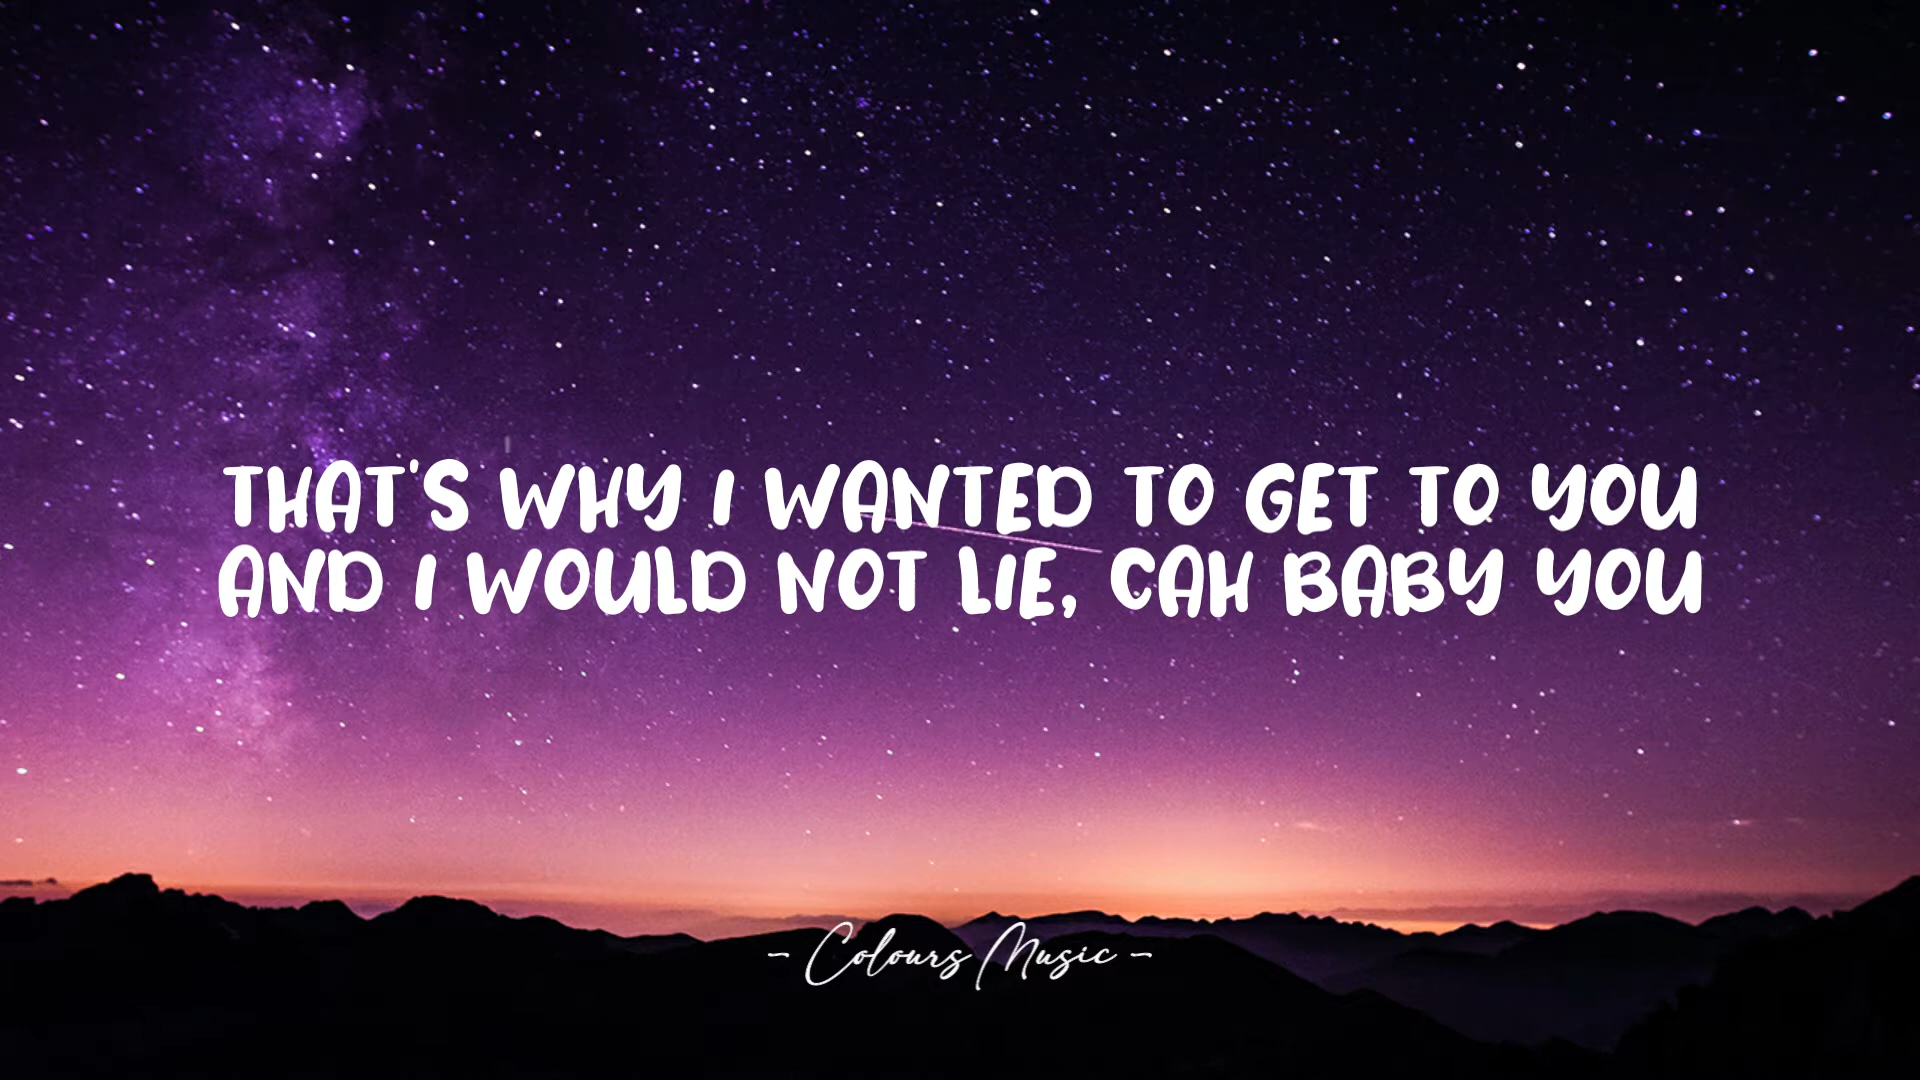 THAT'S WHY I WANTED TO GET TO YOU
AND I WOULD NOT LIE, CAH BABY YOU
- Colours Music -